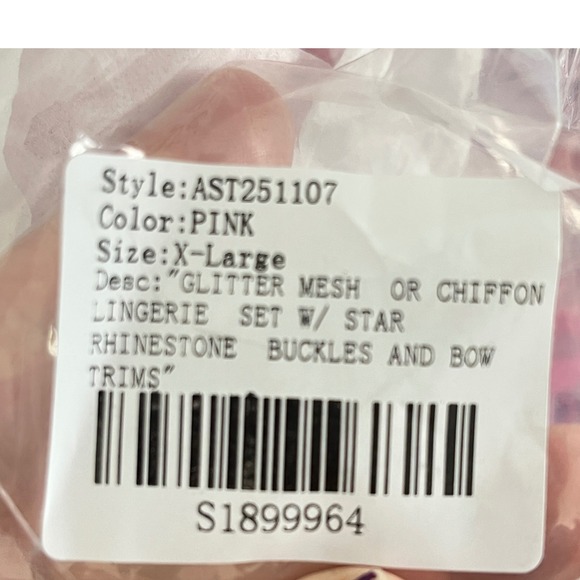 Style:AST251107
Color:PINK
Size:X-Large
Desc:"GLITTER MESH OR CHIFFON
LINGERIE SET W/ STAR
RHINESTONE BUCKLES AND BOW
TRIMS"
S1899964